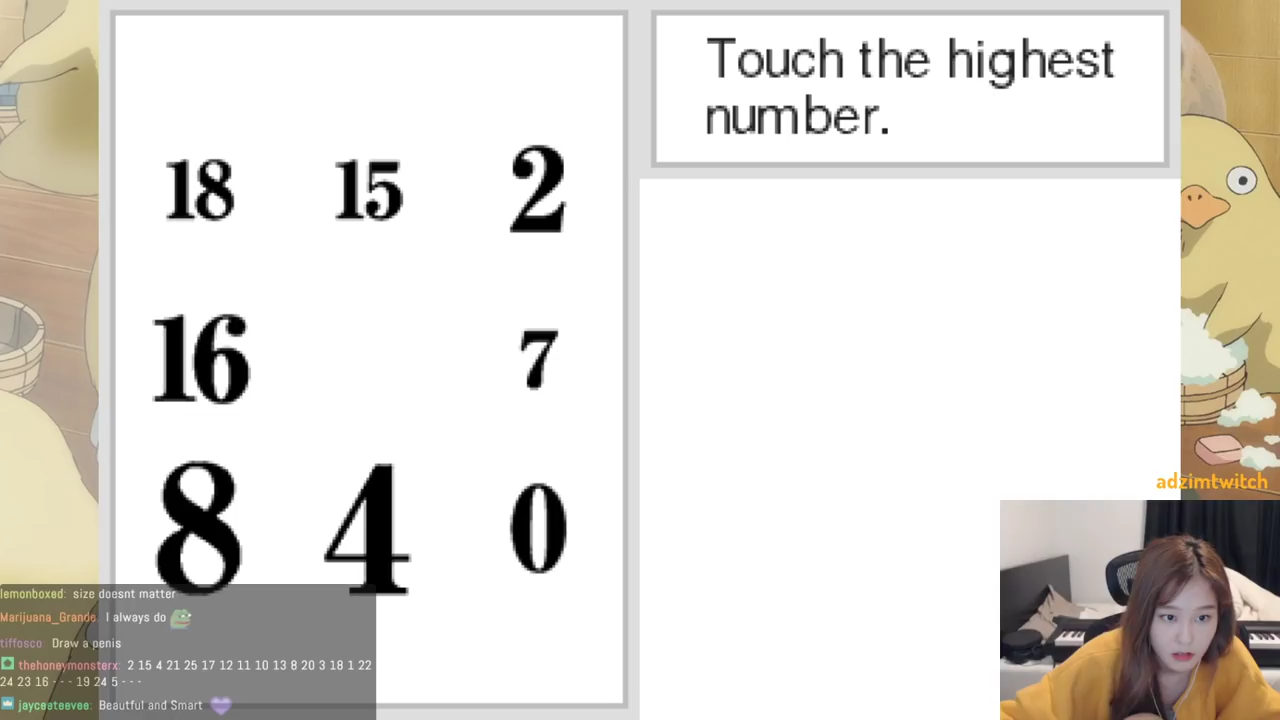 Touch the highest
number.
18 15 2
16 7
8 4 0
adzimtwitch
lemonboxed: size doesnt matter
Marijuana_Grande: I always do
tiffosco: Draw a penis
thehoneymonsterx: 2 15 4 21 25 17 12 11 10 13 8 20 3 18 1 22
24 23 16 - - - 19 24 5 - - -
jayceeteevee: Beautful and Smart